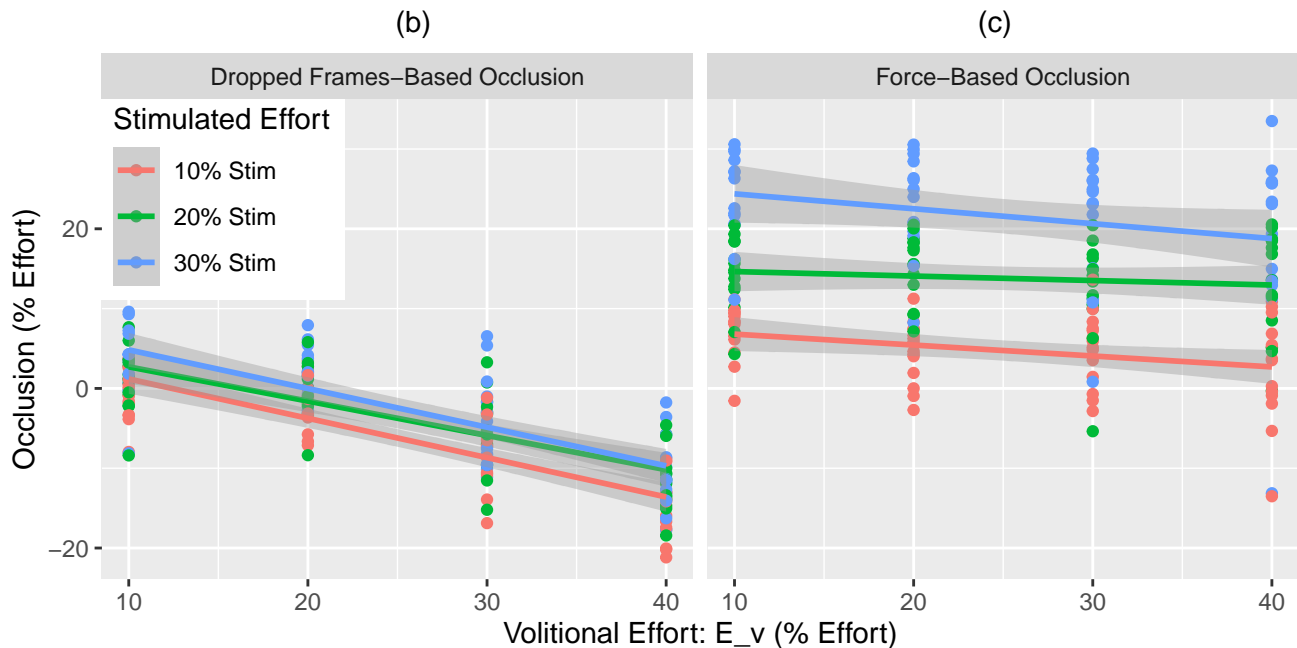 (b)
(c)
Dropped Frames−Based Occlusion
Force−Based Occlusion
Stimulated Effort
10% Stim
20% Stim
30% Stim
Occlusion (% Effort)
20
0
−20
10
20
30
40
10
20
30
40
Volitional Effort: E_v (% Effort)